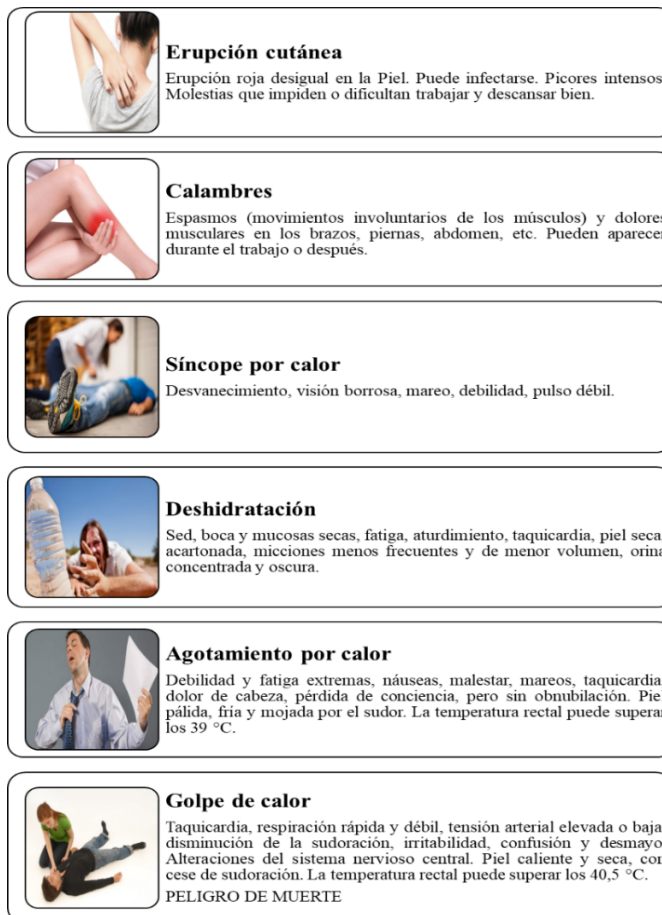 Erupción cutánea
Erupción roja desigual en la Piel. Puede infectarse. Picores intensos
Molestias que impiden o dificultan trabajar y descansar bien.
Calambres
Espasmos (movimientos involuntarios de los músculos) y dolores
musculares en los brazos, piernas, abdomen, etc. Pueden aparecer
durante el trabajo o después.
Síncope por calor
Desvanecimiento, visión borrosa, mareo, debilidad, pulso débil.
Deshidratación
Sed, boca y mucosas secas, fatiga, aturdimiento, taquicardia, piel seca
acartonada, micciones menos frecuentes y de menor volumen, orina
concentrada y oscura.
Agotamiento por calor
Debilidad y fatiga extremas, náuseas, malestar, mareos, taquicardia
dolor de cabeza, pérdida de conciencia, pero sin obnubilación. Pie
pálida, fría y mojada por el sudor. La temperatura rectal puede superar
los 39 °C.
Golpe de calor
Taquicardia, respiración rápida y débil, tensión arterial elevada o baja
disminución de la sudoración, irritabilidad, confusión y desmayo
Alteraciones del sistema nervioso central. Piel caliente y seca, con
cese de sudoración. La temperatura rectal puede superar los 40,5 °C.
PELIGRO DE MUERTE